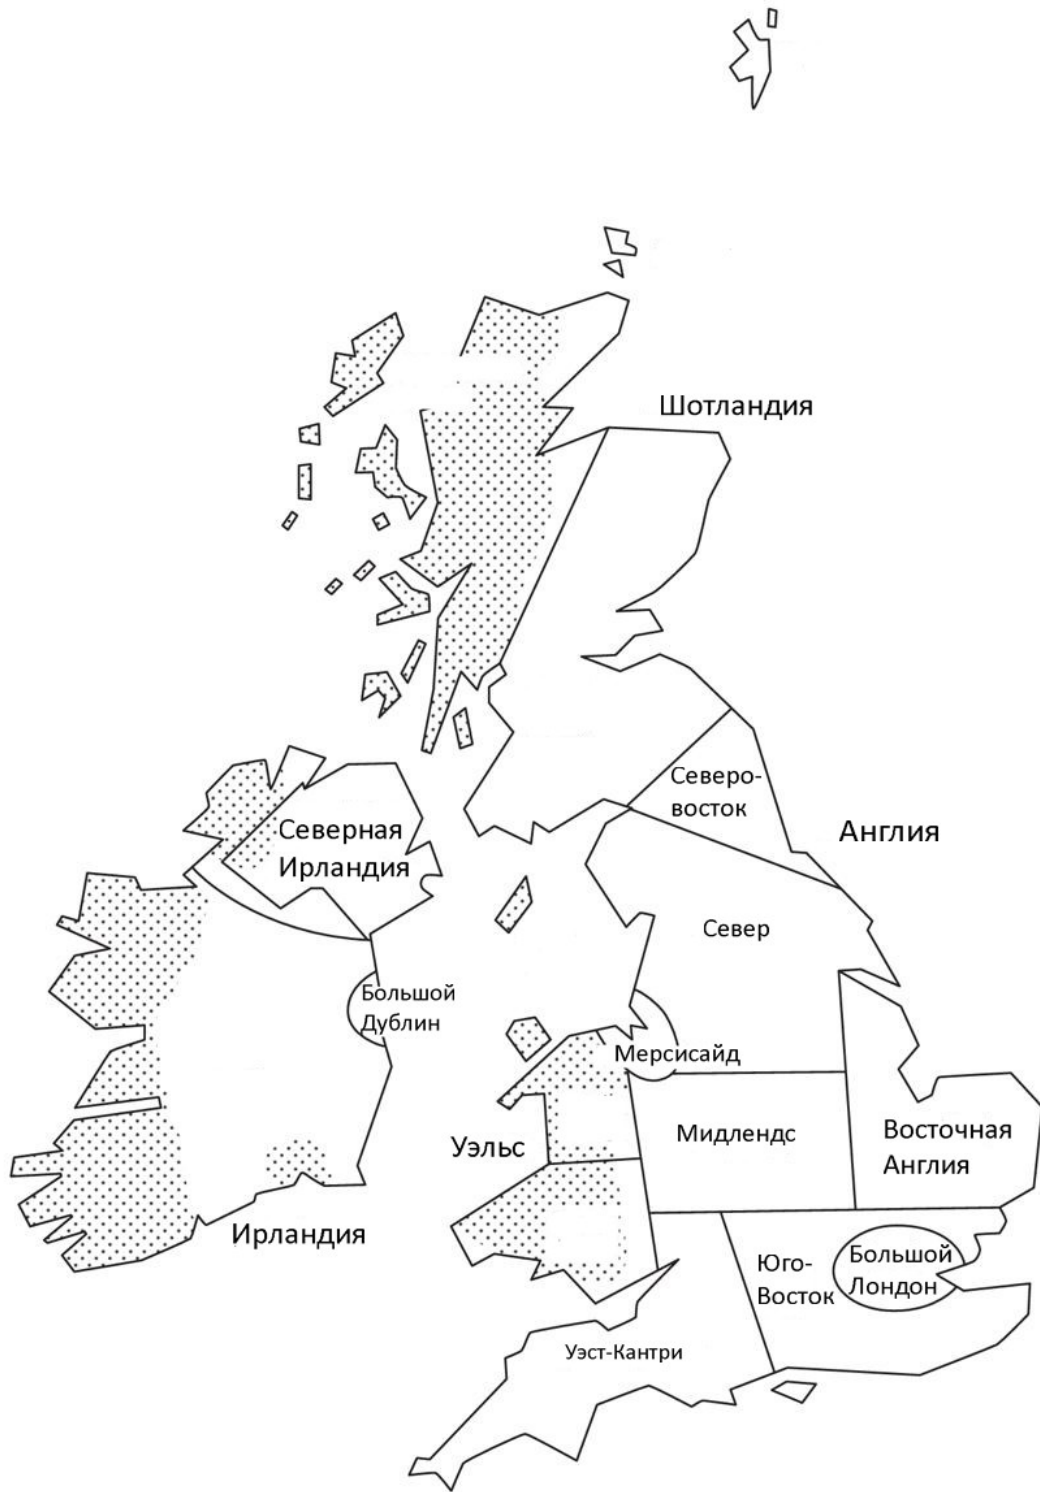 Шотландия
Северо-
восток
Англия
Северная
Ирландия
Север
Большой
Дублин
Мерсисайд
Уэльс
Мидлендс
Восточная
Англия
Ирландия
Юго-
Восток
Большой
Лондон
Уэст-Кантри